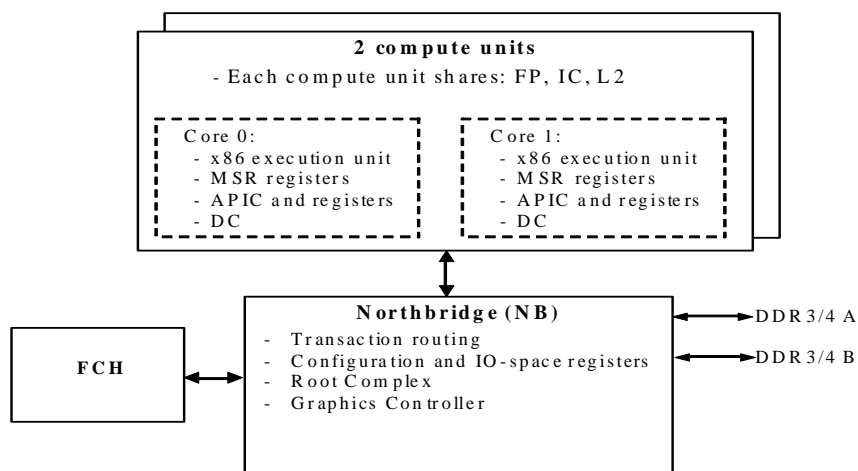 2 compute units
- Each compute unit shares: FP, IC, L2
Core 0:
- x86 execution unit
- MSR registers
- APIC and registers
- DC
Core 1:
- x86 execution unit
- MSR registers
- APIC and registers
- DC
Northbridge (NB)
- Transaction routing
- Configuration and IO-space registers
- Root Complex
- Graphics Controller
FCH
DDR3/4 A
DDR3/4 B